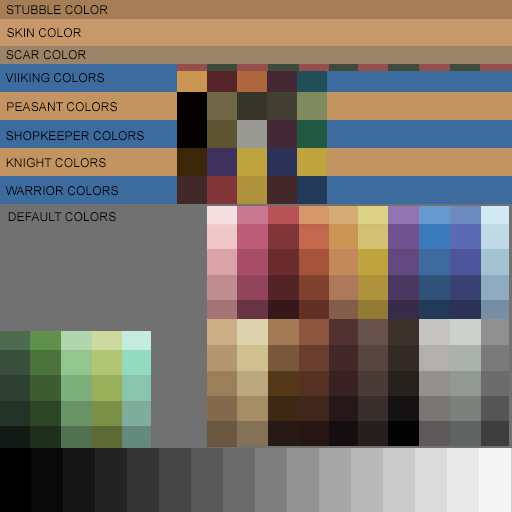 STUBBLE COLOR
SKIN COLOR
SCAR COLOR
VIIKING COLORS
PEASANT COLORS
SHOPKEEPER COLORS
KNIGHT COLORS
WARRIOR COLORS
DEFAULT COLORS